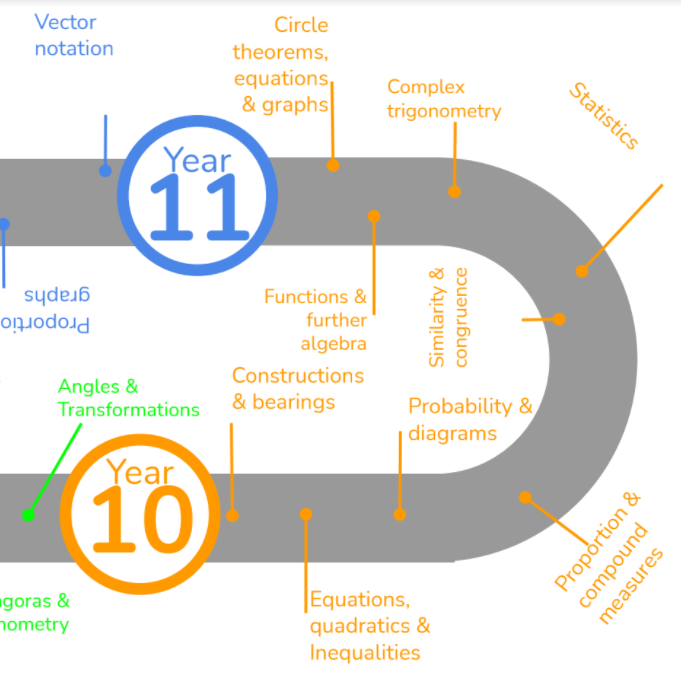 Vector
notation
Circle
theorems,
equations
& graphs
Complex
trigonometry
Statistics
Year
11
graphs
Functions &
further
algebra
Similarity &
congruence
Angles &
Transformations
Constructions
& bearings
Probability &
diagrams
Year
10
Proportion &
compound
measures
Equations,
quadratics &
Inequalities
&